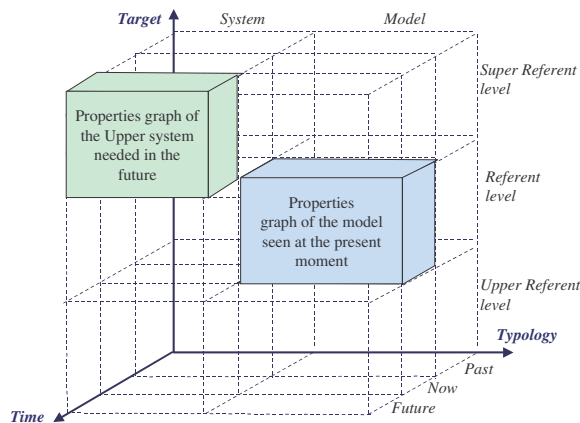 Target
System
Model
Super Referent
level
Properties graph of
the Upper system
needed in the
future
Referent
level
Properties
graph of the model
seen at the present
moment
Upper Referent
level
Typology
Past
Now
Future
Time